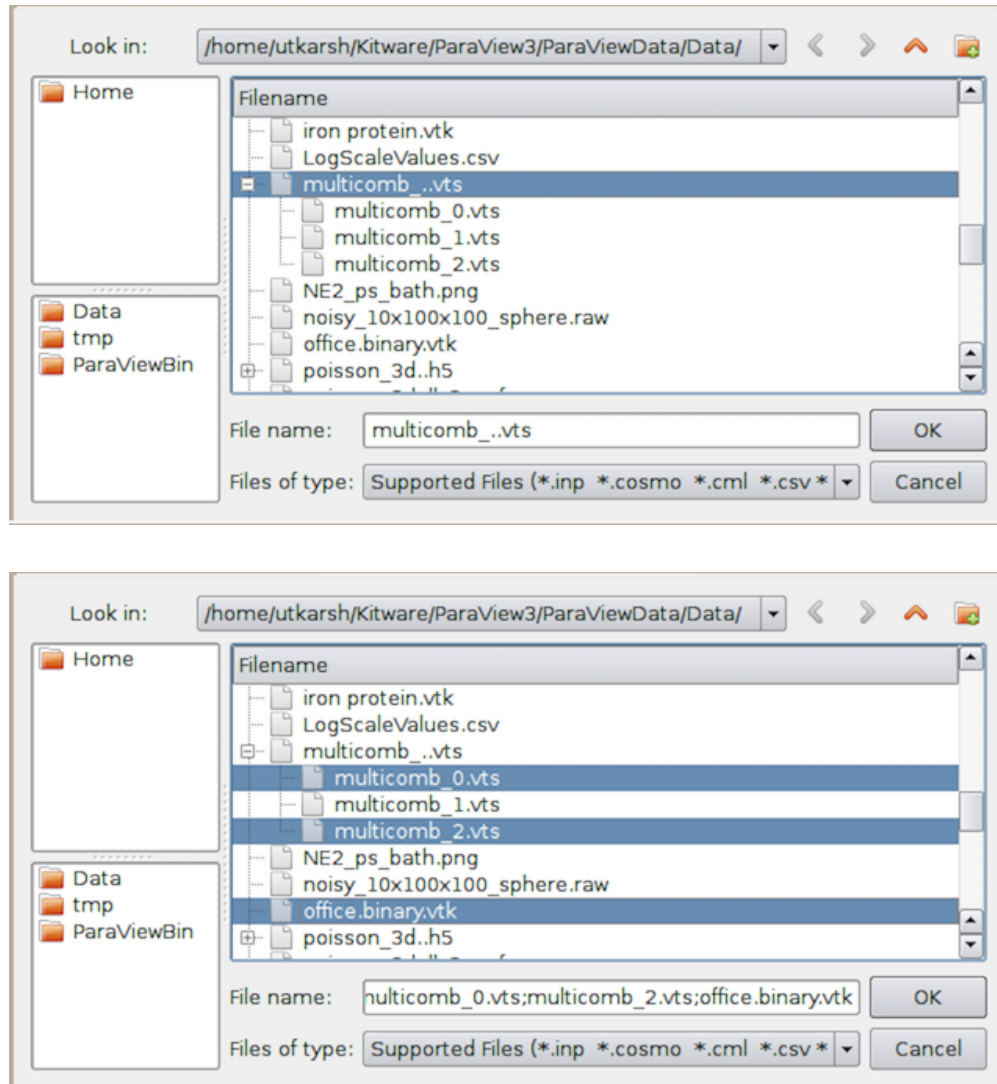 Look in: /home/utkarsh/Kitware/ParaView3/ParaViewData/Data/
Home
Filename
iron protein.vtk
LogScaleValues.csv
multicomb_..vts
multicomb_0.vts
multicomb_1.vts
multicomb_2.vts
NE2_ps_bath.png
Data
noisy_10x100x100_sphere.raw
tmp
office.binary.vtk
ParaViewBin
poisson_3d..h5
File name: multicomb_..vts OK
Files of type: Supported Files (*.inp *.cosmo *.cml *.csv * Cancel
Look in: /home/utkarsh/Kitware/ParaView3/ParaViewData/Data/
Home
Filename
iron protein.vtk
LogScaleValues.csv
multicomb_..vts
multicomb_0.vts
multicomb_1.vts
multicomb_2.vts
NE2_ps_bath.png
Data
noisy_10x100x100_sphere.raw
tmp
office.binary.vtk
ParaViewBin
poisson_3d..h5
File name: multicomb_0.vts;multicomb_2.vts;office.binary.vtk OK
Files of type: Supported Files (*.inp *.cosmo *.cml *.csv * Cancel